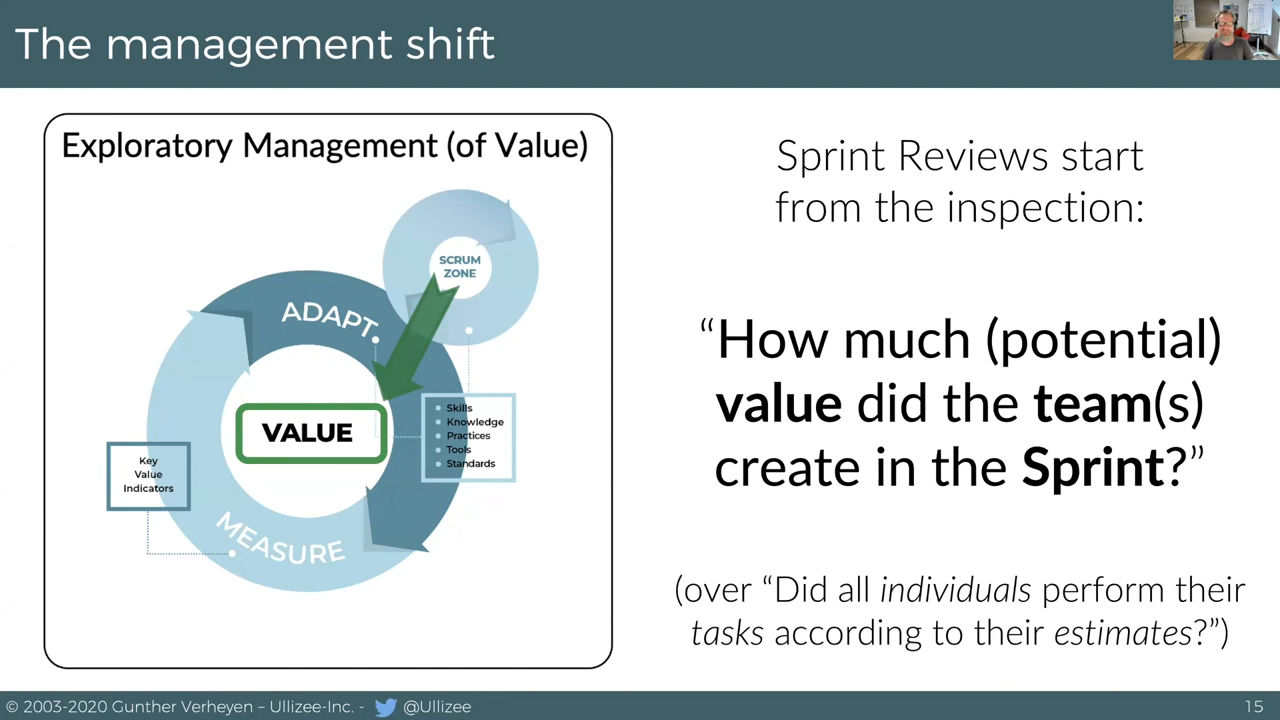 The management shift
Exploratory Management (of Value)
SCRUM
ZONE
ADAPT
VALUE
Skills
Knowledge
Practices
Tools
Standards
Key
Value
Indicators
MEASURE
Sprint Reviews start
from the inspection:
“How much (potential)
value did the team(s)
create in the Sprint?”
(over “Did all individuals perform their
tasks according to their estimates?”)
© 2003-2020 Gunther Verheyen – Ullizee-Inc. - @Ullizee
15